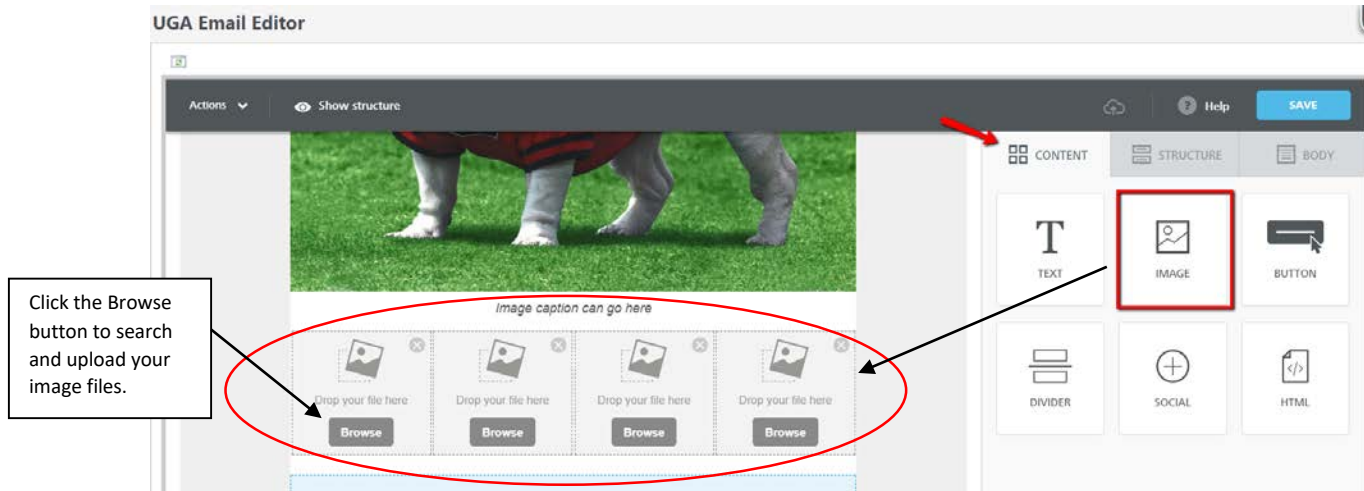 UGA Email Editor
Actions
Show structure
Help
SAVE
CONTENT
STRUCTURE
BODY
TEXT
IMAGE
BUTTON
Click the Browse
button to search
and upload your
image files.
Image caption can go here
Drop your file here
Drop your file here
Drop your file here
Drop your file here
Browse
Browse
Browse
Browse
DIVIDER
SOCIAL
HTML